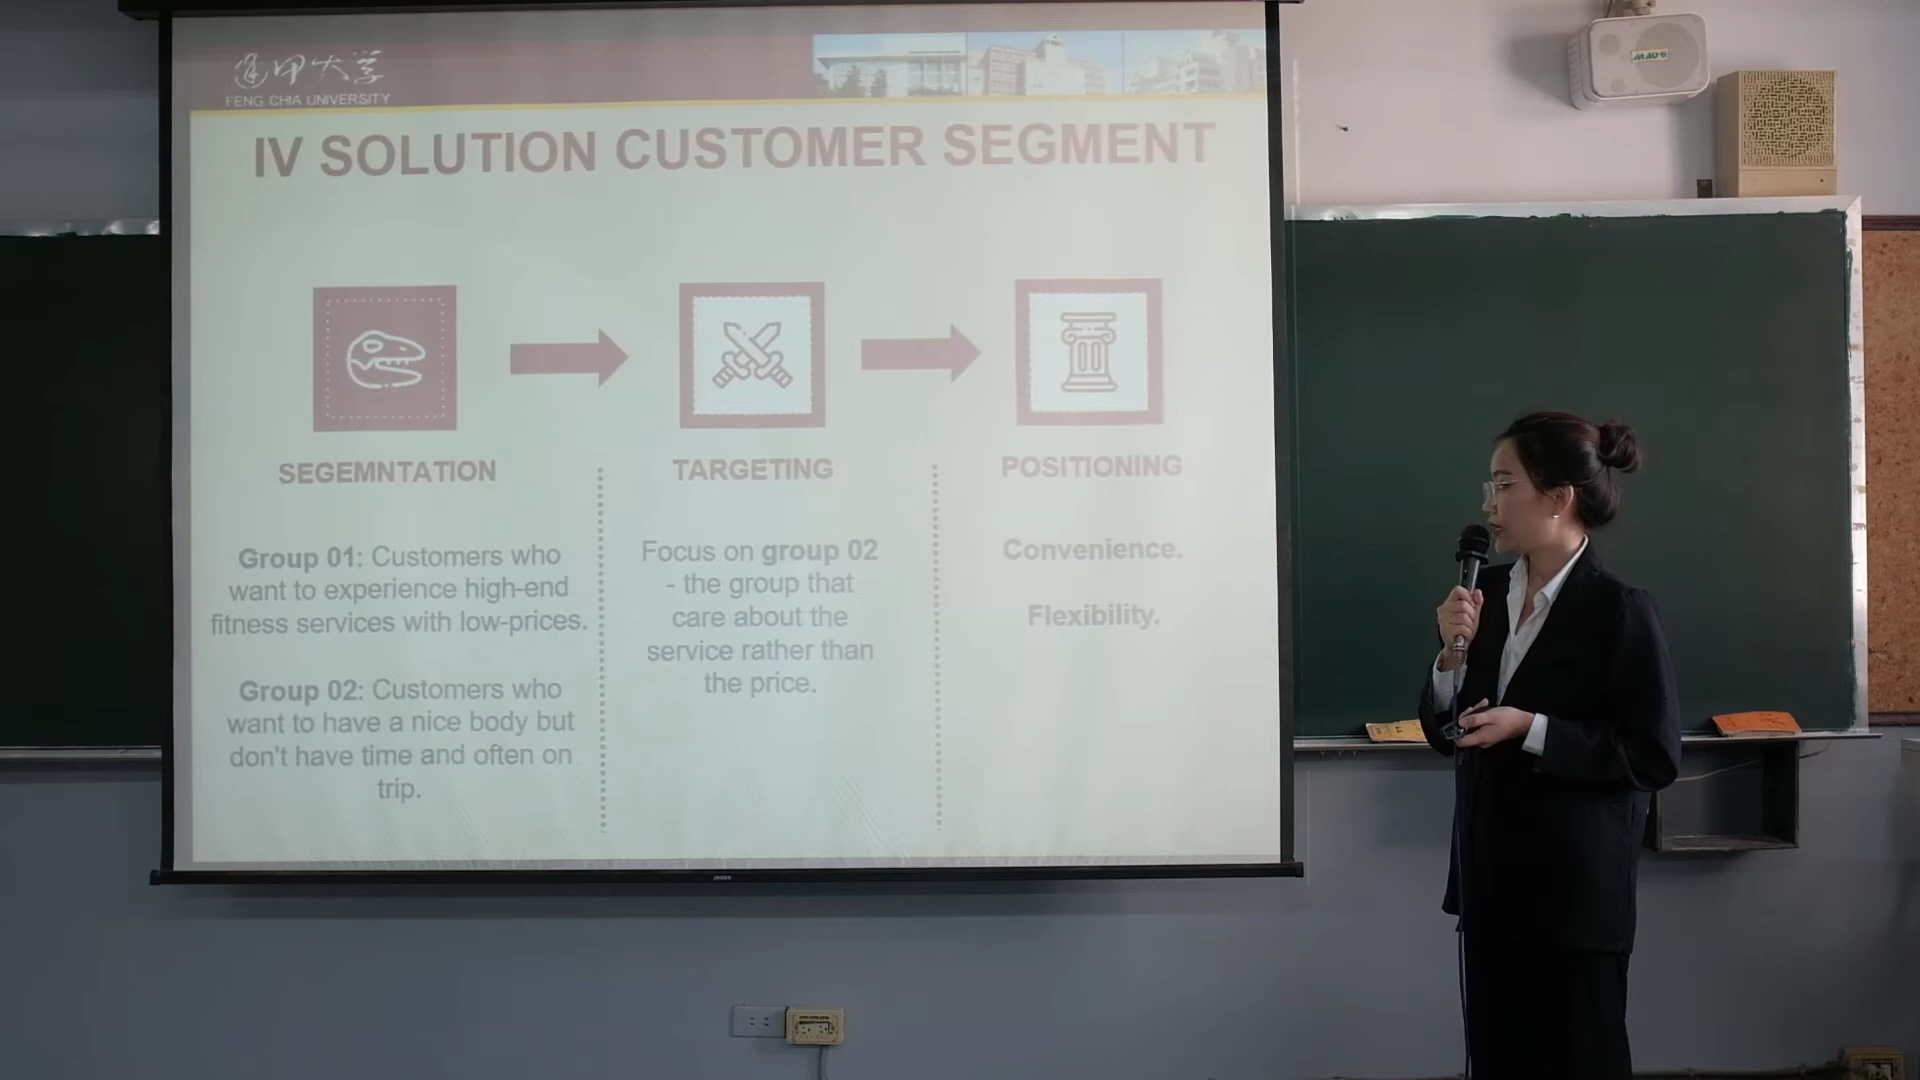 逢甲大學
FENG CHIA UNIVERSITY
IV SOLUTION CUSTOMER SEGMENT
SEGEMNTATION
Group 01: Customers who
want to experience high-end
fitness services with low-prices.
Group 02: Customers who
want to have a nice body but
don't have time and often on
trip.
TARGETING
Focus on group 02
- the group that
care about the
service rather than
the price.
POSITIONING
Convenience.
Flexibility.